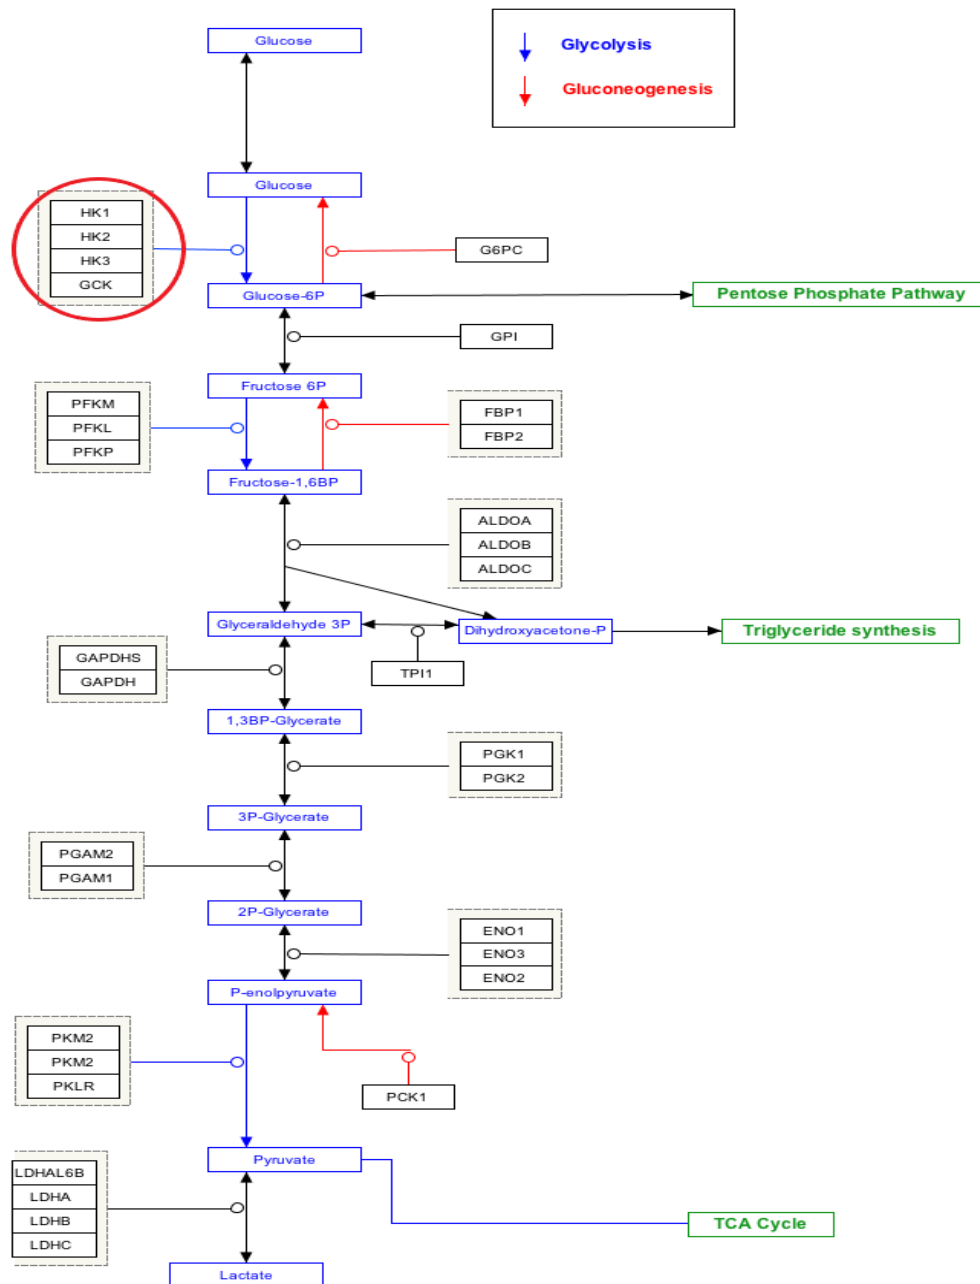 Glucose
Glycolysis
Gluconeogenesis
Glucose
HK1
HK2
HK3
GCK
G6PC
Glucose-6P
Pentose Phosphate Pathway
GPI
Fructose 6P
PFKM
PFKL
PFKP
FBP1
FBP2
Fructose-1,6BP
ALDOA
ALDOB
ALDOC
Glyceraldehyde 3P
Dihydroxyacetone-P
Triglyceride synthesis
GAPDHS
GAPDH
TPI1
1,3BP-Glycerate
PGK1
PGK2
3P-Glycerate
PGAM2
PGAM1
2P-Glycerate
ENO1
ENO3
ENO2
P-enolpyruvate
PKM2
PKM2
PKLR
PCK1
Pyruvate
LDHAL6B
LDHA
LDHB
LDHC
TCA Cycle
Lactate